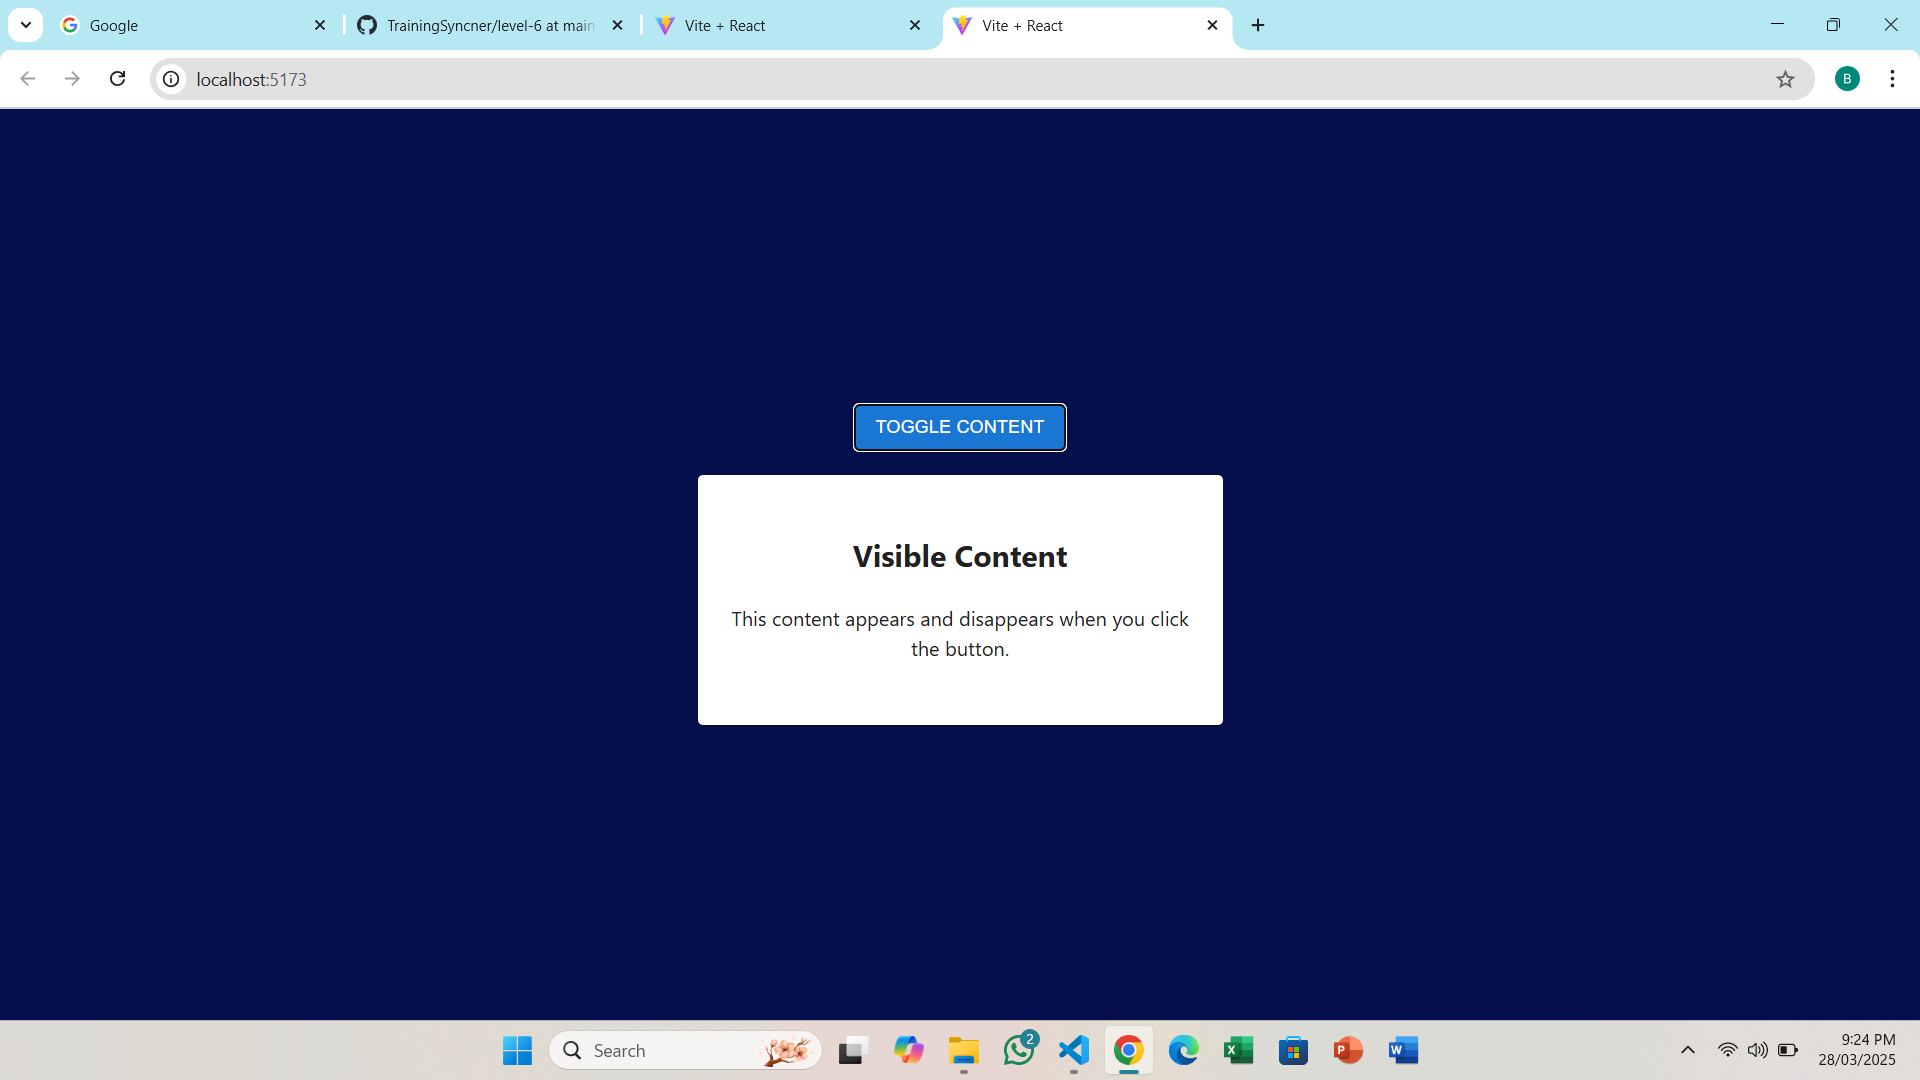 Google
TrainingSyncner/level-6 at main
Vite + React
Vite + React
localhost:5173
B
TOGGLE CONTENT
Visible Content
This content appears and disappears when you click
the button.
Search
2
9:24 PM
28/03/2025